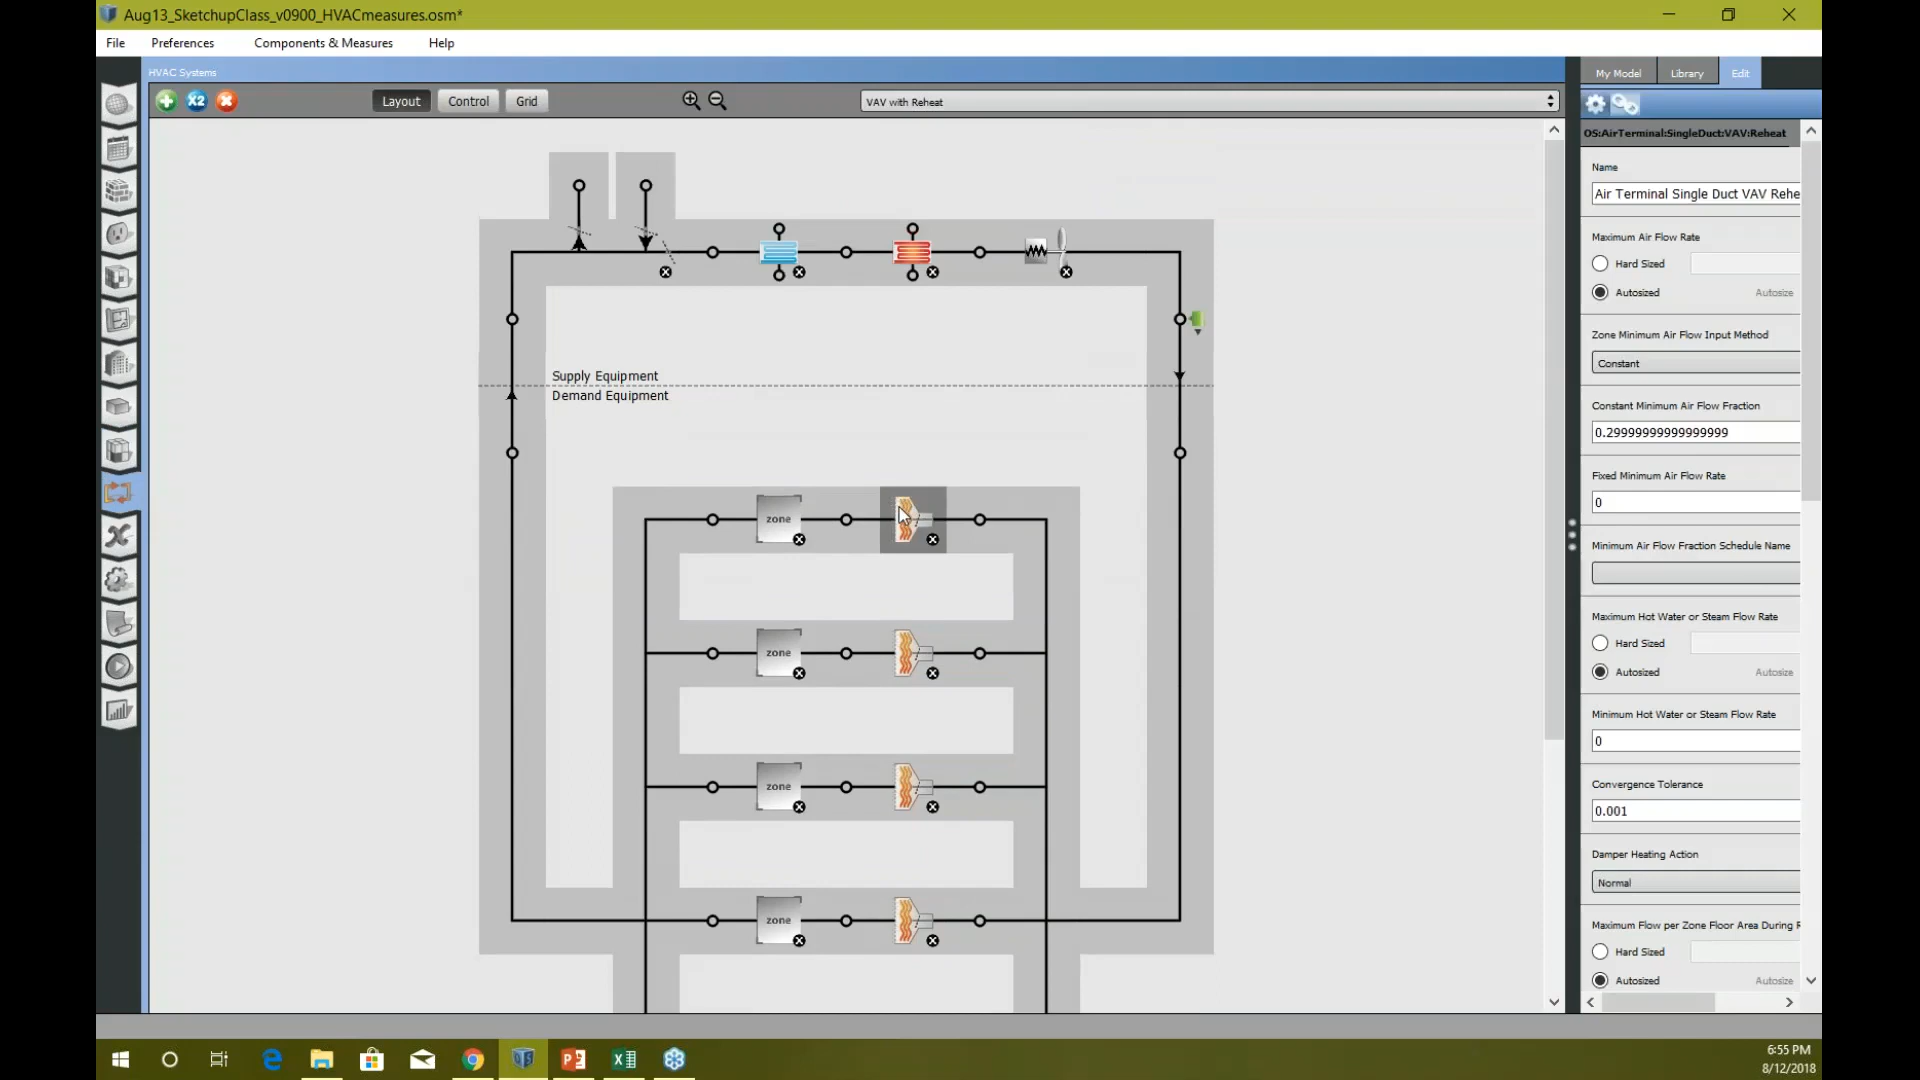 Aug13_SketchupClass_v0900_HVACmeasures.osm*
File Preferences Components & Measures Help
HVAC Systems
My Model Library Edit
X2 Layout Control Grid VAV with Reheat
OS:AirTerminal:SingleDuct:VAV:Reheat
Name
Air Terminal Single Duct VAV Rehe
Maximum Air Flow Rate
Hard Sized
Autosized Autosize
Zone Minimum Air Flow Input Method
Constant
Supply Equipment
Demand Equipment
Constant Minimum Air Flow Fraction
0.29999999999999999
Fixed Minimum Air Flow Rate
0
zone
Minimum Air Flow Fraction Schedule Name
Maximum Hot Water or Steam Flow Rate
Hard Sized
zone
Autosized Autosize
Minimum Hot Water or Steam Flow Rate
0
Convergence Tolerance
zone
0.001
Damper Heating Action
Normal
zone
Maximum Flow per Zone Floor Area During R
Hard Sized
Autosized Autosize
6:55 PM
8/12/2018